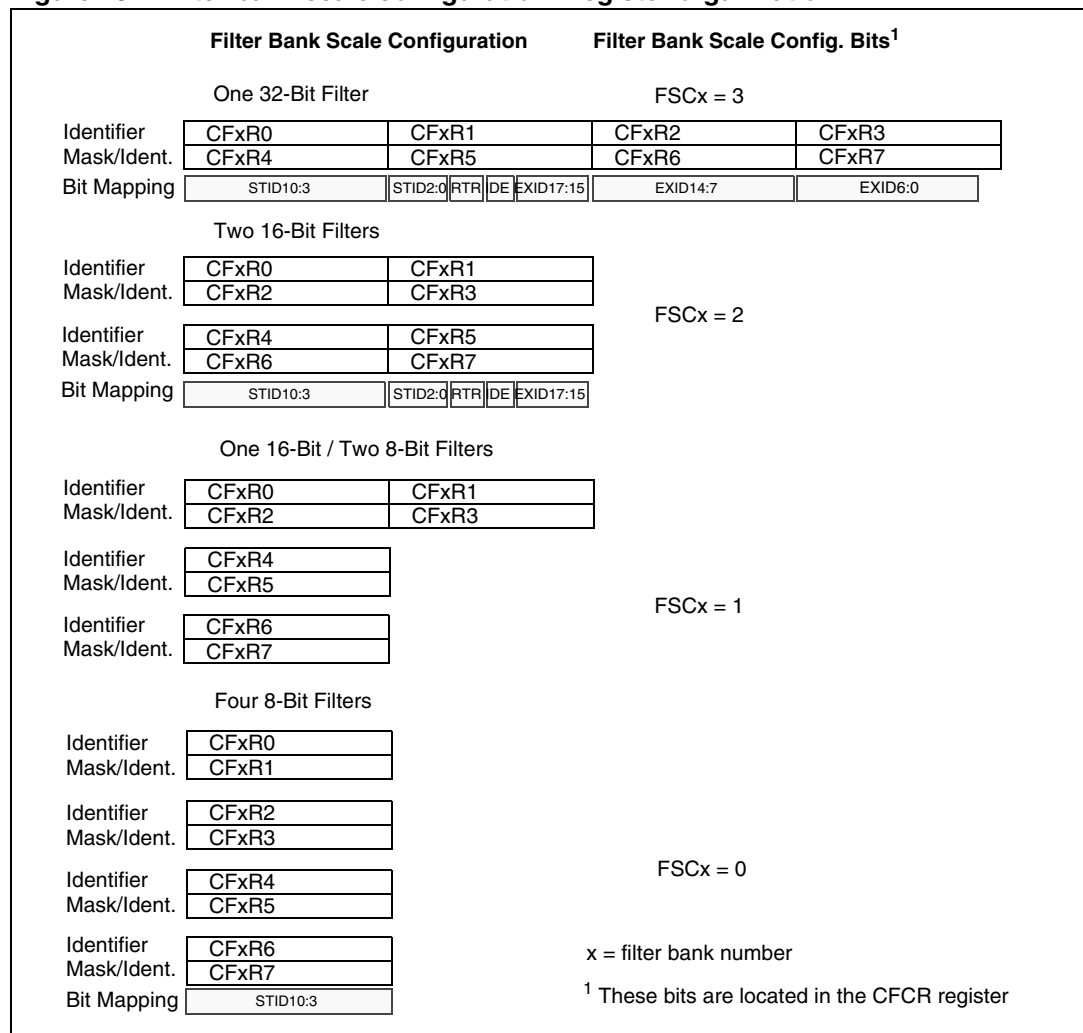 Filter Bank Scale Configuration Filter Bank Scale Config. Bits1
One 32-Bit Filter FSCx = 3
Identifier CFxR0 CFxR1 CFxR2 CFxR3
Mask/Ident. CFxR4 CFxR5 CFxR6 CFxR7
Bit Mapping STID10:3 STID2:0 RTR IDE EXID17:15 EXID14:7 EXID6:0
Two 16-Bit Filters
Identifier CFxR0 CFxR1
Mask/Ident. CFxR2 CFxR3
FSCx = 2
Identifier CFxR4 CFxR5
Mask/Ident. CFxR6 CFxR7
Bit Mapping STID10:3 STID2:0 RTR IDE EXID17:15
One 16-Bit / Two 8-Bit Filters
Identifier CFxR0 CFxR1
Mask/Ident. CFxR2 CFxR3
Identifier CFxR4
Mask/Ident. CFxR5
FSCx = 1
Identifier CFxR6
Mask/Ident. CFxR7
Four 8-Bit Filters
Identifier CFxR0
Mask/Ident. CFxR1
Identifier CFxR2
Mask/Ident. CFxR3
FSCx = 0
Identifier CFxR4
Mask/Ident. CFxR5
Identifier CFxR6
Mask/Ident. CFxR7
x = filter bank number
Bit Mapping STID10:3
1 These bits are located in the CFCR register